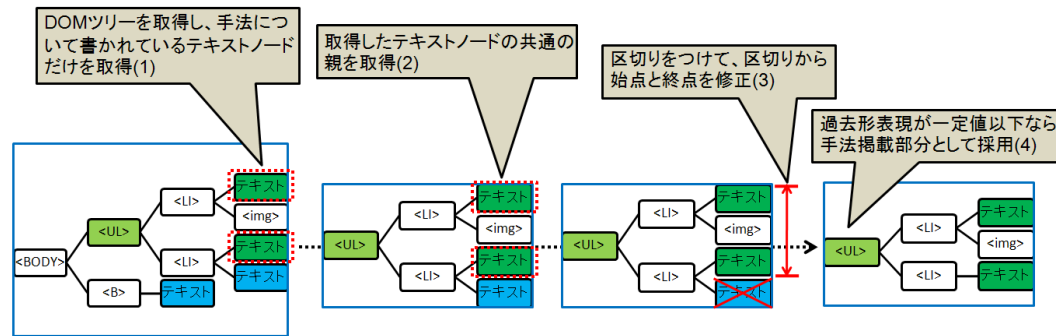 DOMツリーを取得し、手法につ
いて書かれているテキストノード
だけを取得(1)
取得したテキストノードの共通の
親を取得(2)
区切りをつけて、区切りから
始点と終点を修正(3)
過去形表現が一定値以下なら
手法掲載部分として採用(4)
<BODY>
<UL>
<B>
<LI>
<LI>
テキスト
テキスト
<img>
テキスト
テキスト
<UL>
<LI>
<LI>
テキスト
<img>
テキスト
テキスト
<UL>
<LI>
<LI>
テキスト
<img>
テキスト
テキスト
<UL>
<LI>
<LI>
テキスト
<img>
テキスト